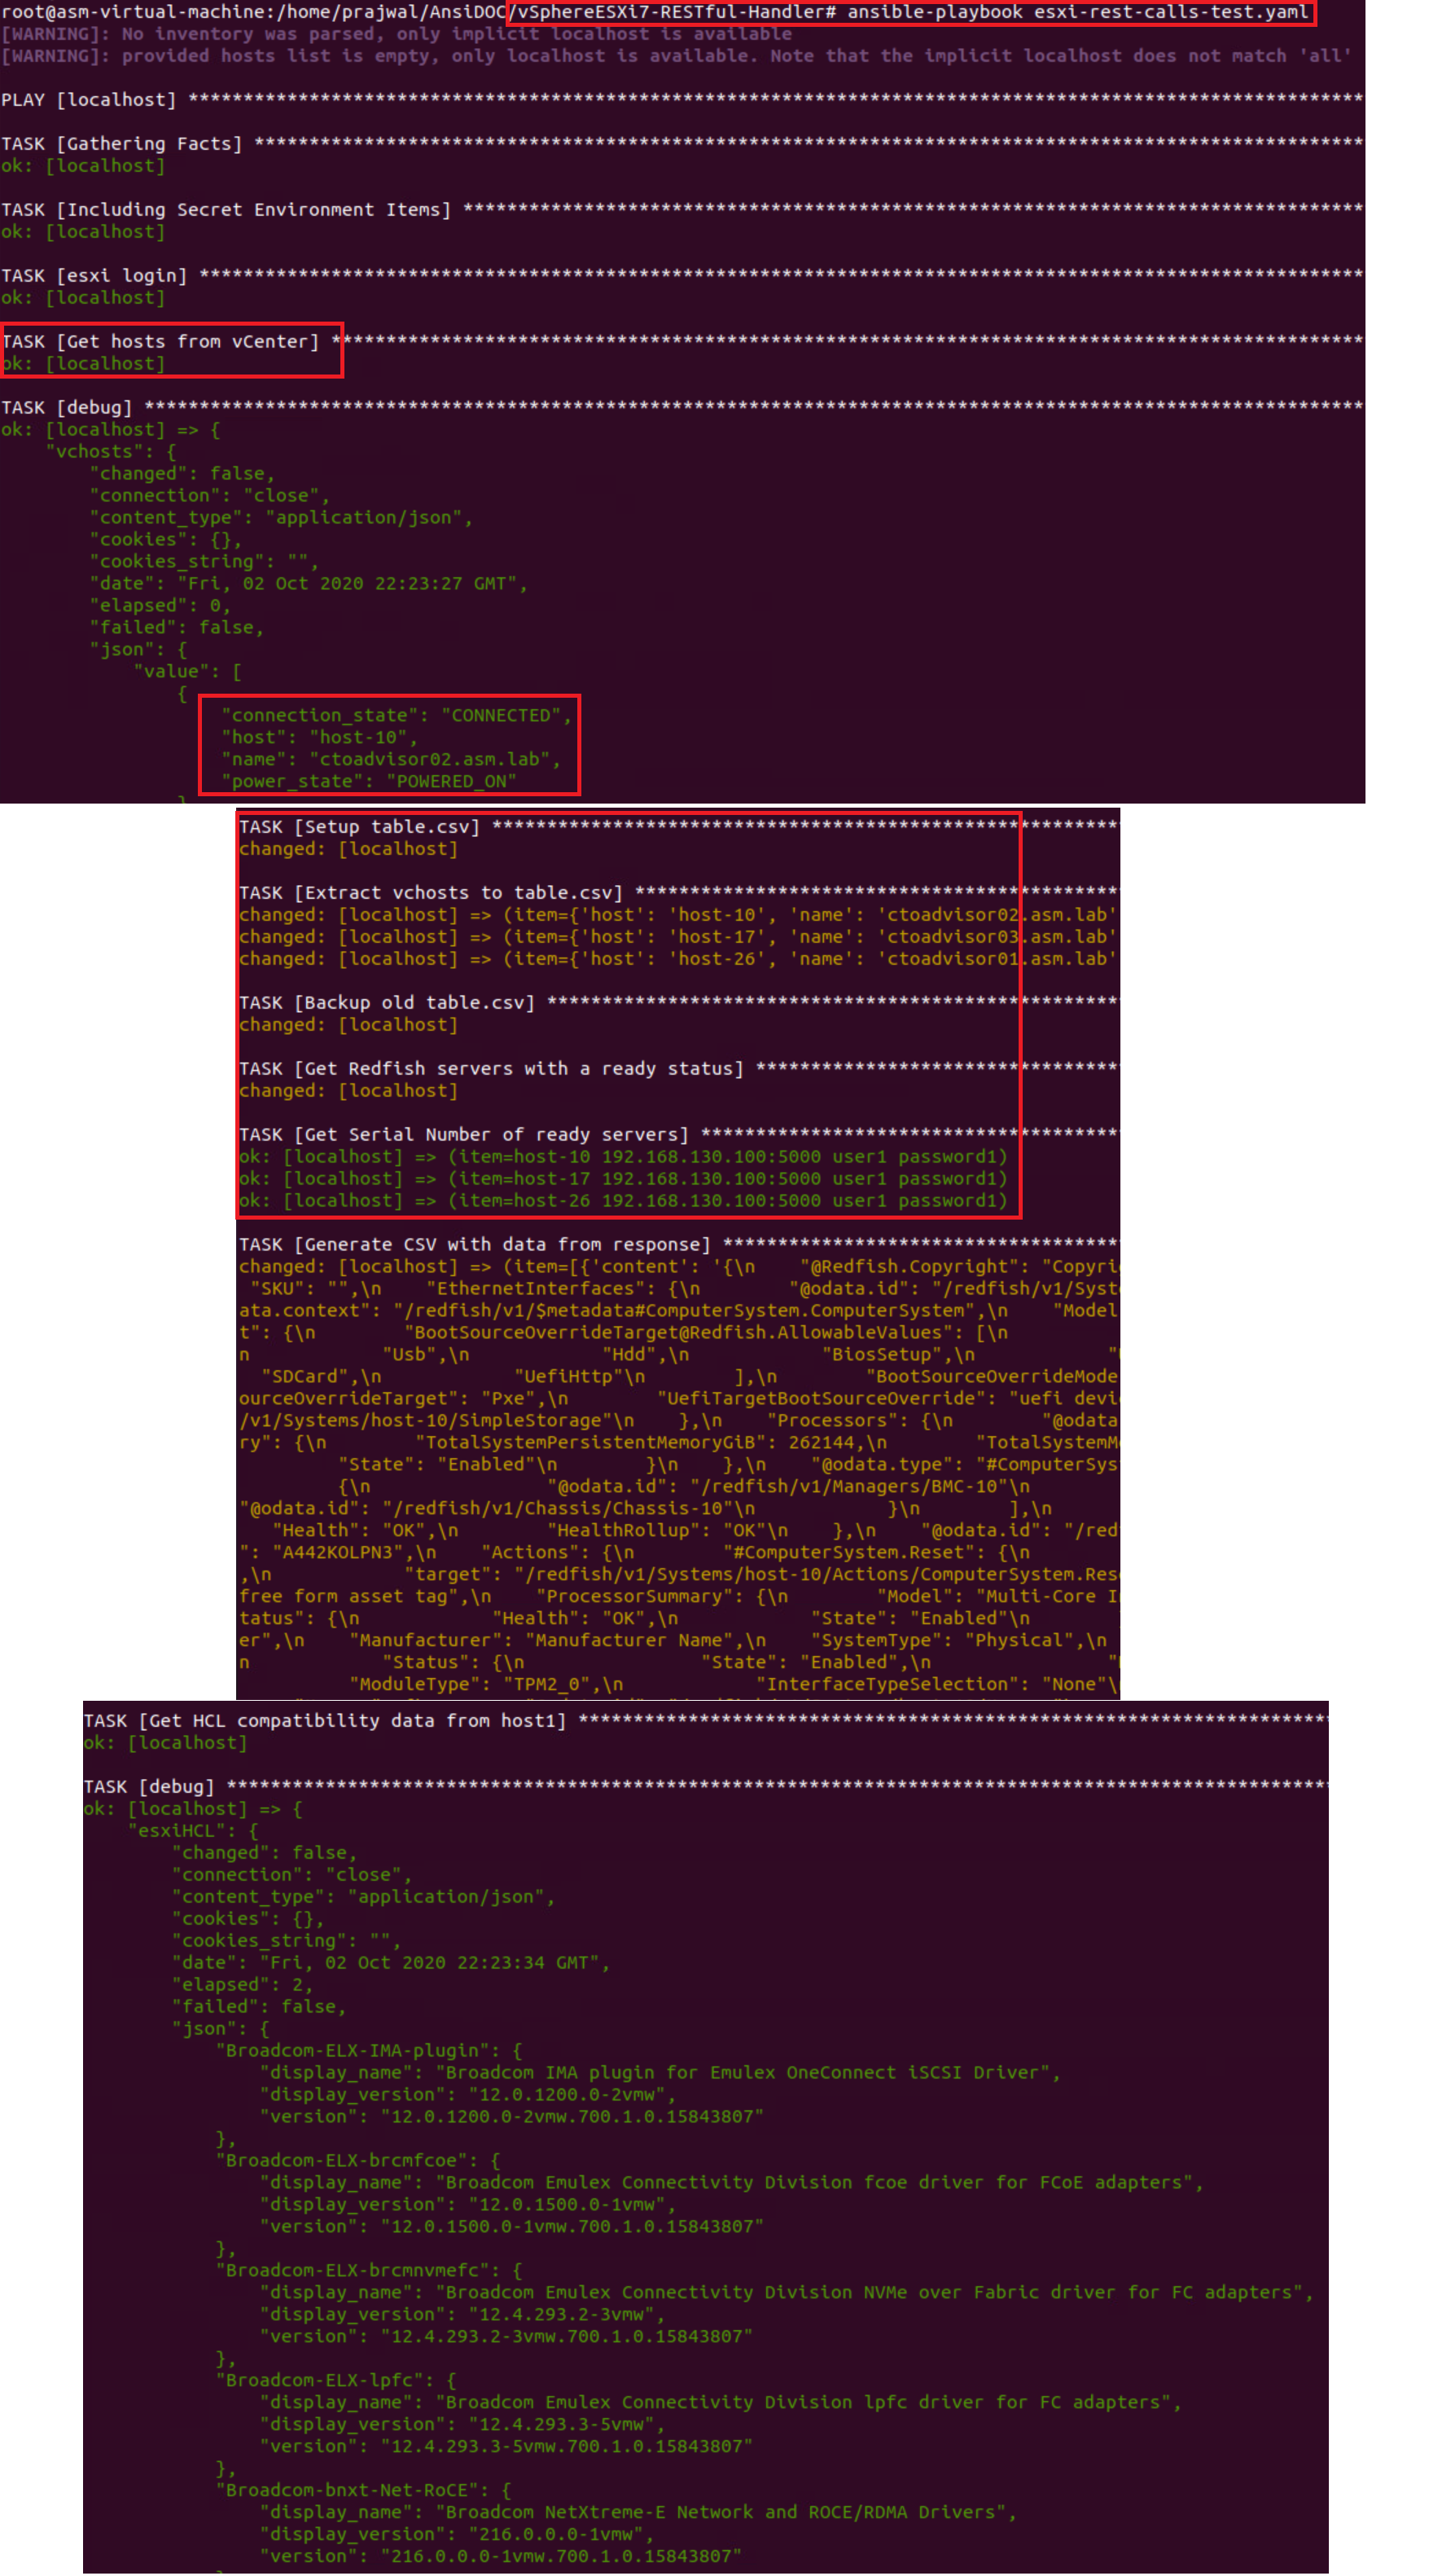 root@asm-virtual-machine:/home/prajwal/AnsiDOC/vSphereESXi7-RESTful-Handler# ansible-playbook esxi-rest-calls-test.yaml
[WARNING]: No inventory was parsed, only implicit localhost is available
[WARNING]: provided hosts list is empty, only localhost is available. Note that the implicit localhost does not match 'all'
PLAY [localhost] ***********************************************************************************************************
TASK [Gathering Facts] *****************************************************************************************************
ok: [localhost]
TASK [Including Secret Environment Items] **********************************************************************************
ok: [localhost]
TASK [esxi login] **********************************************************************************************************
ok: [localhost]
TASK [Get hosts from vCenter] **********************************************************************************************
ok: [localhost]
TASK [debug] ***************************************************************************************************************
ok: [localhost] => {
    "vchosts": {
        "changed": false,
        "connection": "close",
        "content_type": "application/json",
        "cookies": {},
        "cookies_string": "",
        "date": "Fri, 02 Oct 2020 22:23:27 GMT",
        "elapsed": 0,
        "failed": false,
        "json": {
            "value": [
                {
                    "connection_state": "CONNECTED",
                    "host": "host-10",
                    "name": "ctoadvisor02.asm.lab",
                    "power_state": "POWERED_ON"
                }
TASK [Setup table.csv] *********************************************************
changed: [localhost]
TASK [Extract vchosts to table.csv] ********************************************
changed: [localhost] => (item={'host': 'host-10', 'name': 'ctoadvisor02.asm.lab'
changed: [localhost] => (item={'host': 'host-17', 'name': 'ctoadvisor03.asm.lab'
changed: [localhost] => (item={'host': 'host-26', 'name': 'ctoadvisor01.asm.lab'
TASK [Backup old table.csv] ****************************************************
changed: [localhost]
TASK [Get Redfish servers with a ready status] *********************************
changed: [localhost]
TASK [Get Serial Number of ready servers] **************************************
ok: [localhost] => (item=host-10 192.168.130.100:5000 user1 password1)
ok: [localhost] => (item=host-17 192.168.130.100:5000 user1 password1)
ok: [localhost] => (item=host-26 192.168.130.100:5000 user1 password1)
TASK [Generate CSV with data from response] ************************************
changed: [localhost] => (item=[{'content': '{\n    "@Redfish.Copyright": "Copyri
 "SKU": "",\n    "EthernetInterfaces": {\n        "@odata.id": "/redfish/v1/Syst
ata.context": "/redfish/v1/$metadata#ComputerSystem.ComputerSystem",\n    "Model
t": {\n        "BootSourceOverrideTarget@Redfish.AllowableValues": [\n
n            "Usb",\n            "Hdd",\n            "BiosSetup",\n            "
  "SDCard",\n            "UefiHttp"\n        ],\n        "BootSourceOverrideMode
ourceOverrideTarget": "Pxe",\n        "UefiTargetBootSourceOverride": "uefi devi
/v1/Systems/host-10/SimpleStorage"\n    },\n    "Processors": {\n        "@odata
ry": {\n        "TotalSystemPersistentMemoryGiB": 262144,\n        "TotalSystemM
         "State": "Enabled"\n        }\n    },\n    "@odata.type": "#ComputerSys
         {\n                "@odata.id": "/redfish/v1/Managers/BMC-10"\n
"@odata.id": "/redfish/v1/Chassis/Chassis-10"\n            }\n        ],\n
   "Health": "OK",\n        "HealthRollup": "OK"\n    },\n    "@odata.id": "/red
": "A442KOLPN3",\n    "Actions": {\n        "#ComputerSystem.Reset": {\n
,\n            "target": "/redfish/v1/Systems/host-10/Actions/ComputerSystem.Res
free form asset tag",\n    "ProcessorSummary": {\n        "Model": "Multi-Core I
tatus": {\n            "Health": "OK",\n            "State": "Enabled"\n
er",\n    "Manufacturer": "Manufacturer Name",\n    "SystemType": "Physical",\n
n            "Status": {\n                "State": "Enabled",\n                "
          "ModuleType": "TPM2_0",\n            "InterfaceTypeSelection": "None"\
TASK [Get HCL compatibility data from host1] ********************************************************************
ok: [localhost]
TASK [debug] ****************************************************************************************************
ok: [localhost] => {
    "esxiHCL": {
        "changed": false,
        "connection": "close",
        "content_type": "application/json",
        "cookies": {},
        "cookies_string": "",
        "date": "Fri, 02 Oct 2020 22:23:34 GMT",
        "elapsed": 2,
        "failed": false,
        "json": {
            "Broadcom-ELX-IMA-plugin": {
                "display_name": "Broadcom IMA plugin for Emulex OneConnect iSCSI Driver",
                "display_version": "12.0.1200.0-2vmw",
                "version": "12.0.1200.0-2vmw.700.1.0.15843807"
            },
            "Broadcom-ELX-brcmfcoe": {
                "display_name": "Broadcom Emulex Connectivity Division fcoe driver for FCoE adapters",
                "display_version": "12.0.1500.0-1vmw",
                "version": "12.0.1500.0-1vmw.700.1.0.15843807"
            },
            "Broadcom-ELX-brcmnvmefc": {
                "display_name": "Broadcom Emulex Connectivity Division NVMe over Fabric driver for FC adapters",
                "display_version": "12.4.293.2-3vmw",
                "version": "12.4.293.2-3vmw.700.1.0.15843807"
            },
            "Broadcom-ELX-lpfc": {
                "display_name": "Broadcom Emulex Connectivity Division lpfc driver for FC adapters",
                "display_version": "12.4.293.3-5vmw",
                "version": "12.4.293.3-5vmw.700.1.0.15843807"
            },
            "Broadcom-bnxt-Net-RoCE": {
                "display_name": "Broadcom NetXtreme-E Network and ROCE/RDMA Drivers",
                "display_version": "216.0.0.0-1vmw",
                "version": "216.0.0.0-1vmw.700.1.0.15843807"